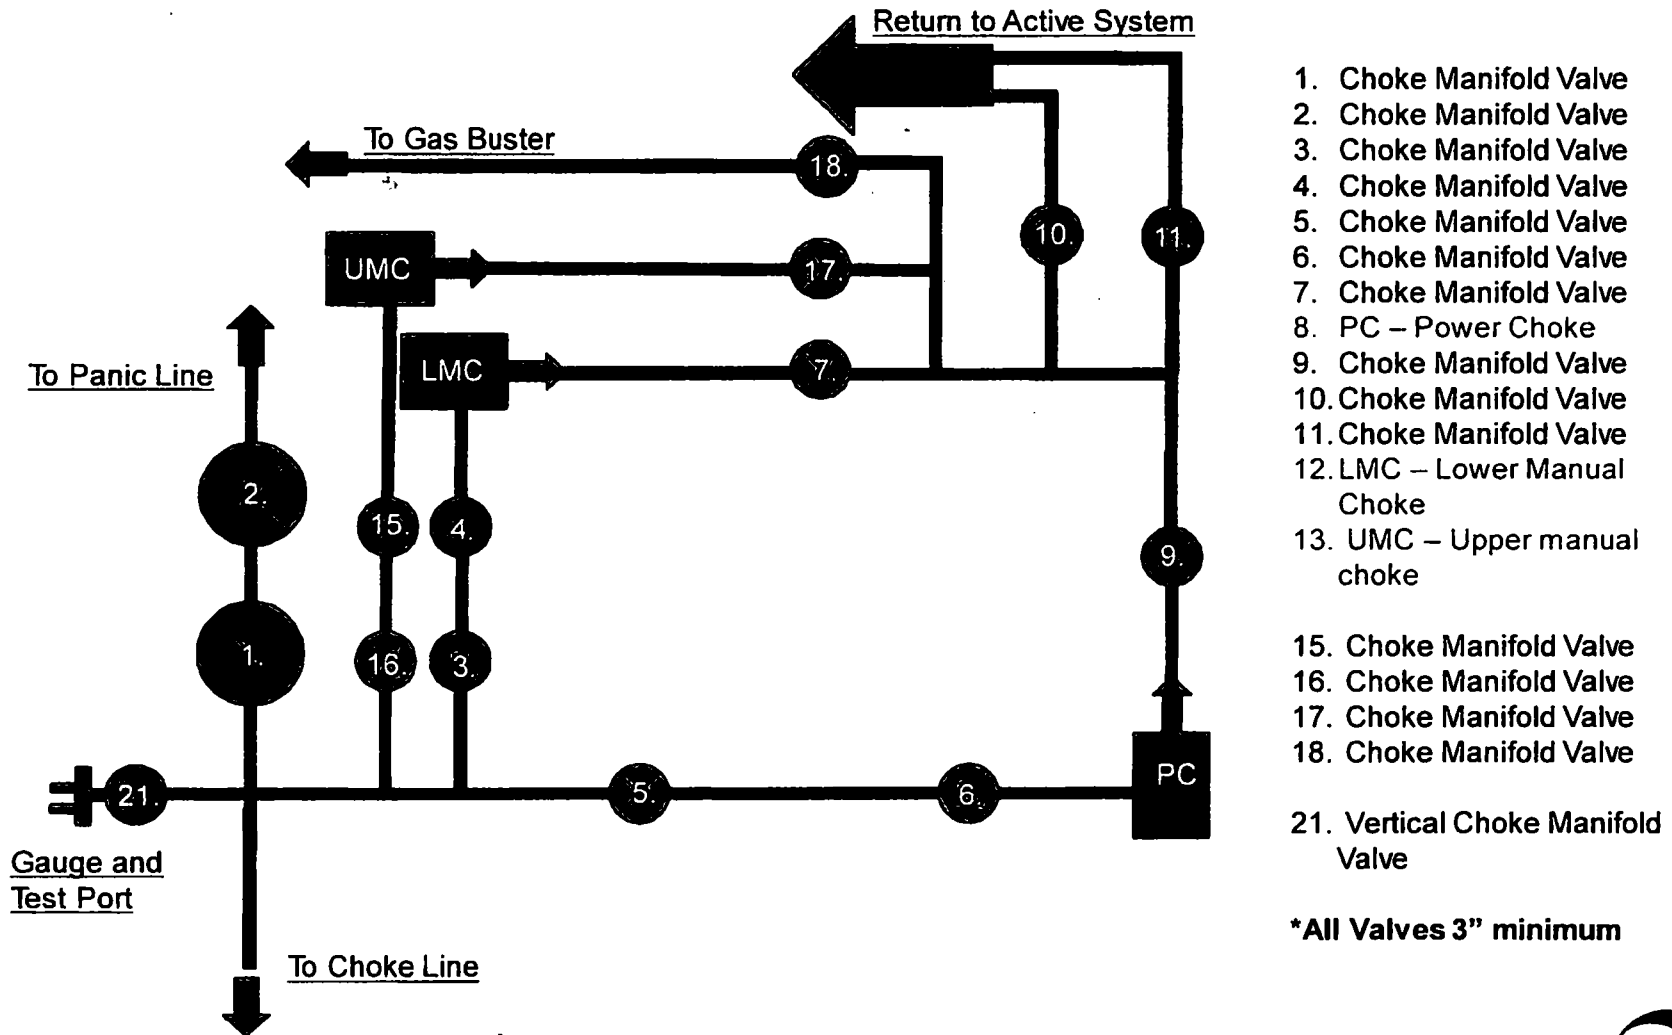 Return to Active System
To Gas Buster
18.
10.
11.
UMC
17.
To Panic Line
LMC
7.
2.
15.
4.
9.
1.
16.
3.
21.
5.
6.
PC
Gauge and
Test Port
To Choke Line
1. Choke Manifold Valve
2. Choke Manifold Valve
3. Choke Manifold Valve
4. Choke Manifold Valve
5. Choke Manifold Valve
6. Choke Manifold Valve
7. Choke Manifold Valve
8. PC – Power Choke
9. Choke Manifold Valve
10. Choke Manifold Valve
11. Choke Manifold Valve
12. LMC – Lower Manual
Choke
13. UMC – Upper manual
choke
15. Choke Manifold Valve
16. Choke Manifold Valve
17. Choke Manifold Valve
18. Choke Manifold Valve
21. Vertical Choke Manifold
Valve
*All Valves 3” minimum